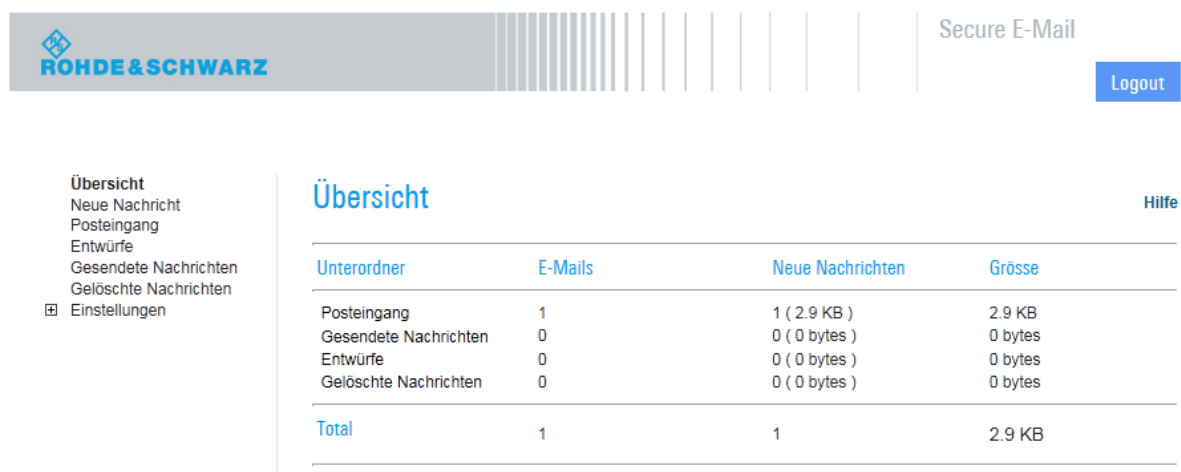 Secure E-Mail
R&S
ROHDE&SCHWARZ
Logout
Übersicht
Neue Nachricht
Posteingang
Entwürfe
Gesendete Nachrichten
Gelöschte Nachrichten
Einstellungen
Übersicht
Hilfe
Unterordner E-Mails Neue Nachrichten Grösse
Posteingang 1 1 ( 2.9 KB ) 2.9 KB
Gesendete Nachrichten 0 0 ( 0 bytes ) 0 bytes
Entwürfe 0 0 ( 0 bytes ) 0 bytes
Gelöschte Nachrichten 0 0 ( 0 bytes ) 0 bytes
Total 1 1 2.9 KB